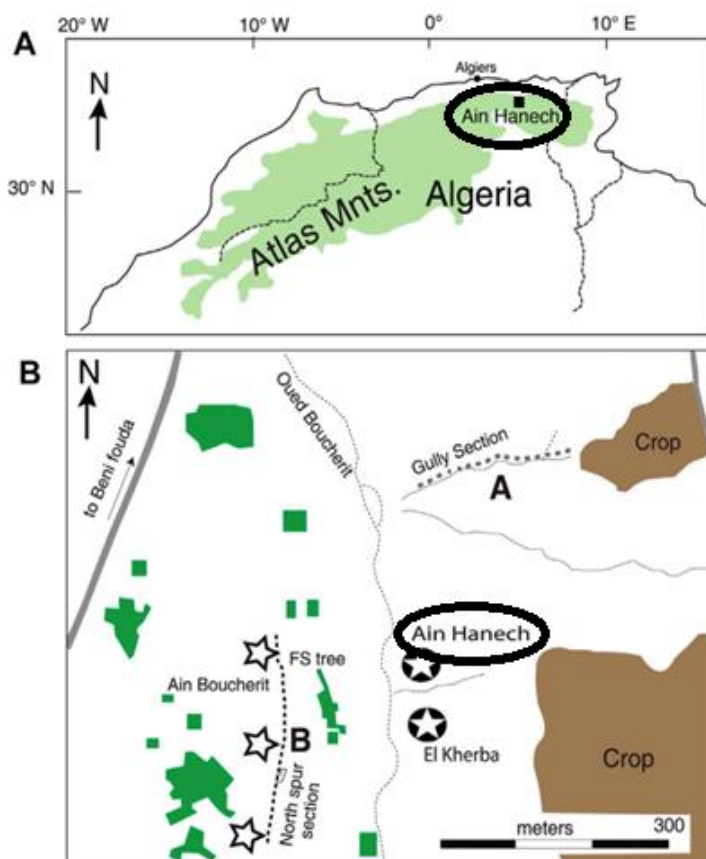 A
20° W
10° W
0°
10° E
N
Algiers
Ain Hanech
30° N
Atlas Mnts.
Algeria
B
N
to Beni fouda
Oued Boucherit
Gully Section
A
Crop
Ain Hanech
FS tree
Ain Boucherit
B
El Kherba
North spur
section
Crop
meters
300